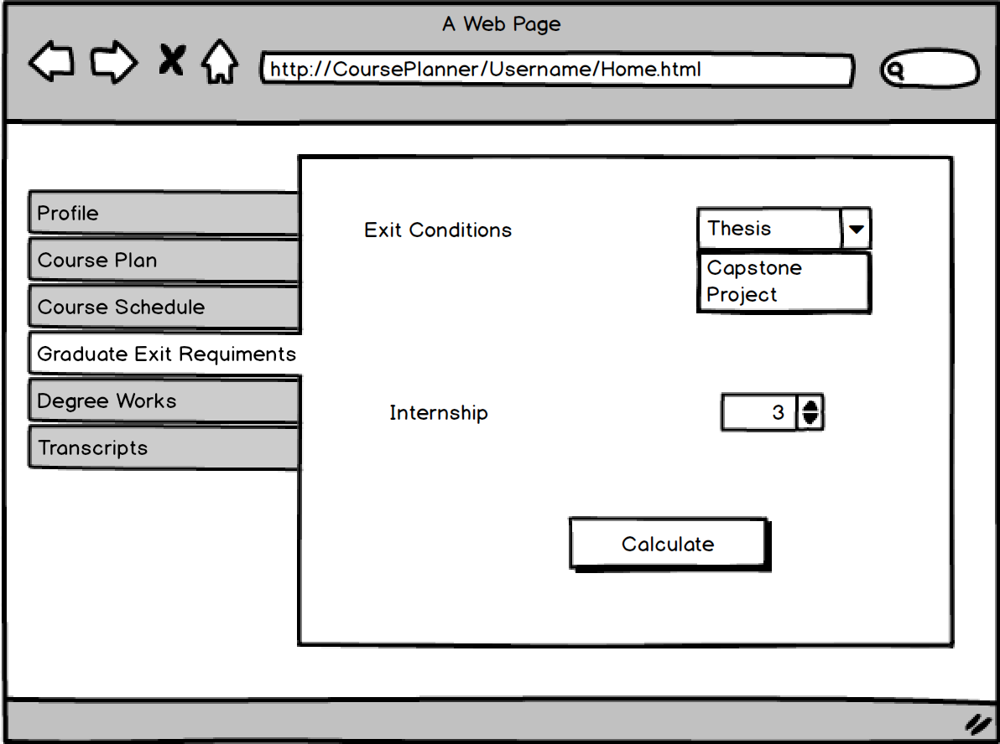 A Web Page
http://CoursePlanner/Username/Home.html
Profile
Course Plan
Course Schedule
Graduate Exit Requiments
Degree Works
Transcripts
Exit Conditions
Thesis
Capstone
Project
Internship
3
Calculate